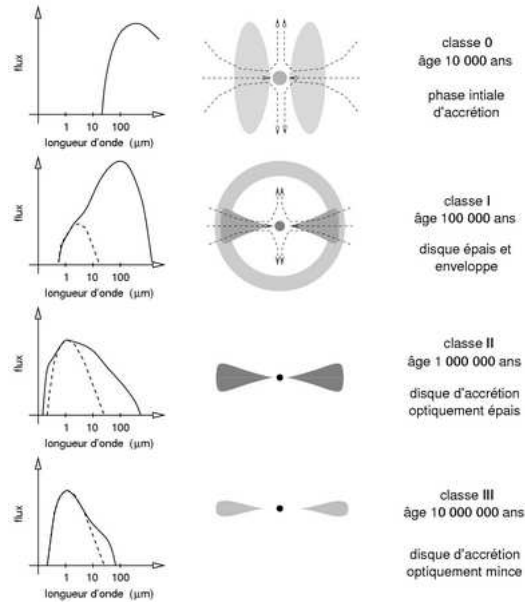 flux
1 10 100
longueur d'onde (µm)
classe 0
âge 10 000 ans
phase intiale
d'accrétion
flux
1 10 100
longueur d'onde (µm)
classe I
âge 100 000 ans
disque épais et
enveloppe
flux
1 10 100
longueur d'onde (µm)
classe II
âge 1 000 000 ans
disque d'accrétion
optiquement épais
flux
1 10 100
longueur d'onde (µm)
classe III
âge 10 000 000 ans
disque d'accrétion
optiquement mince